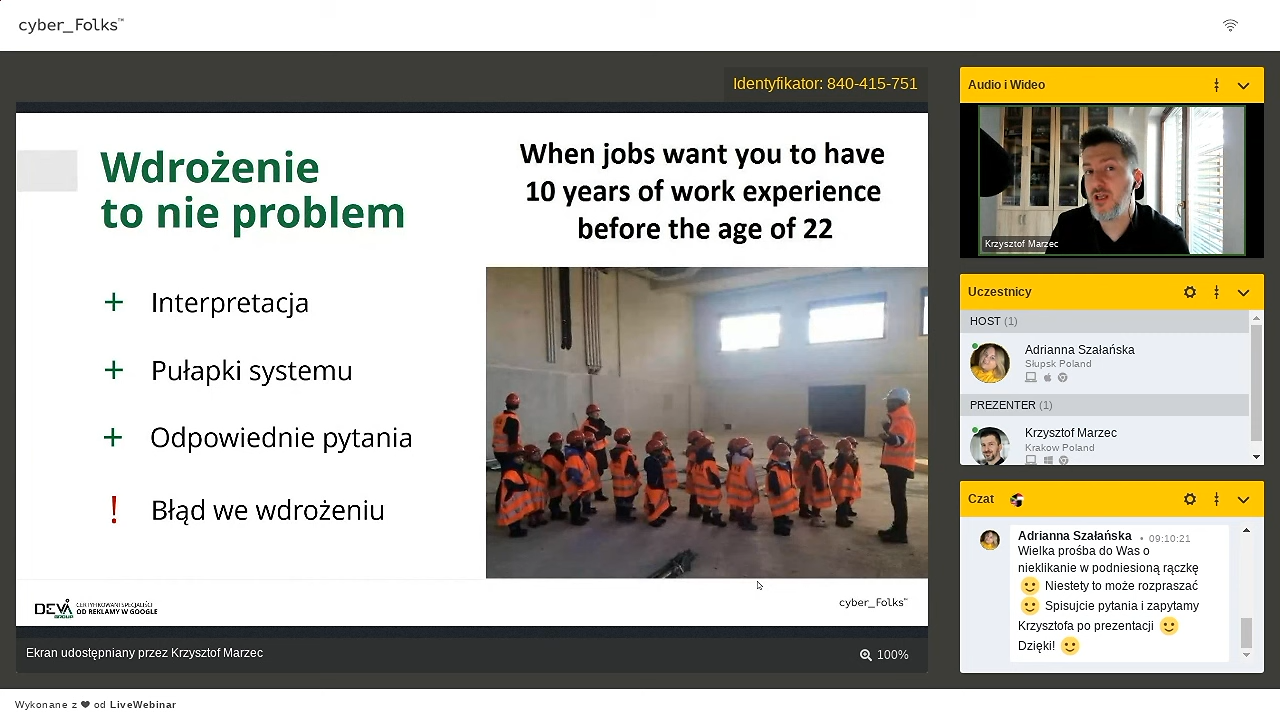 cyber_Folks™
Identyfikator: 840-415-751
Wdrożenie
to nie problem
+ Interpretacja
+ Pułapki systemu
+ Odpowiednie pytania
! Błąd we wdrożeniu
When jobs want you to have
10 years of work experience
before the age of 22
DEVA
GROUP
CERTYFIKOWANI SPECJALIŚCI
OD REKLAMY W GOOGLE
cyber_Folks™
Ekran udostępniany przez Krzysztof Marzec
100%
Audio i Wideo
Krzysztof Marzec
Uczestnicy
HOST (1)
Adrianna Szałańska
Słupsk Poland
PREZENTER (1)
Krzysztof Marzec
Krakow Poland
Czat
Adrianna Szałańska • 09:10:21
Wielka prośba do Was o
nieklikanie w podniesioną rączkę
🙂 Niestety to może rozpraszać
🙂 Spisujcie pytania i zapytamy
Krzysztofa po prezentacji 🙂
Dzięki! 🙂
Wykonane z ❤ od LiveWebinar